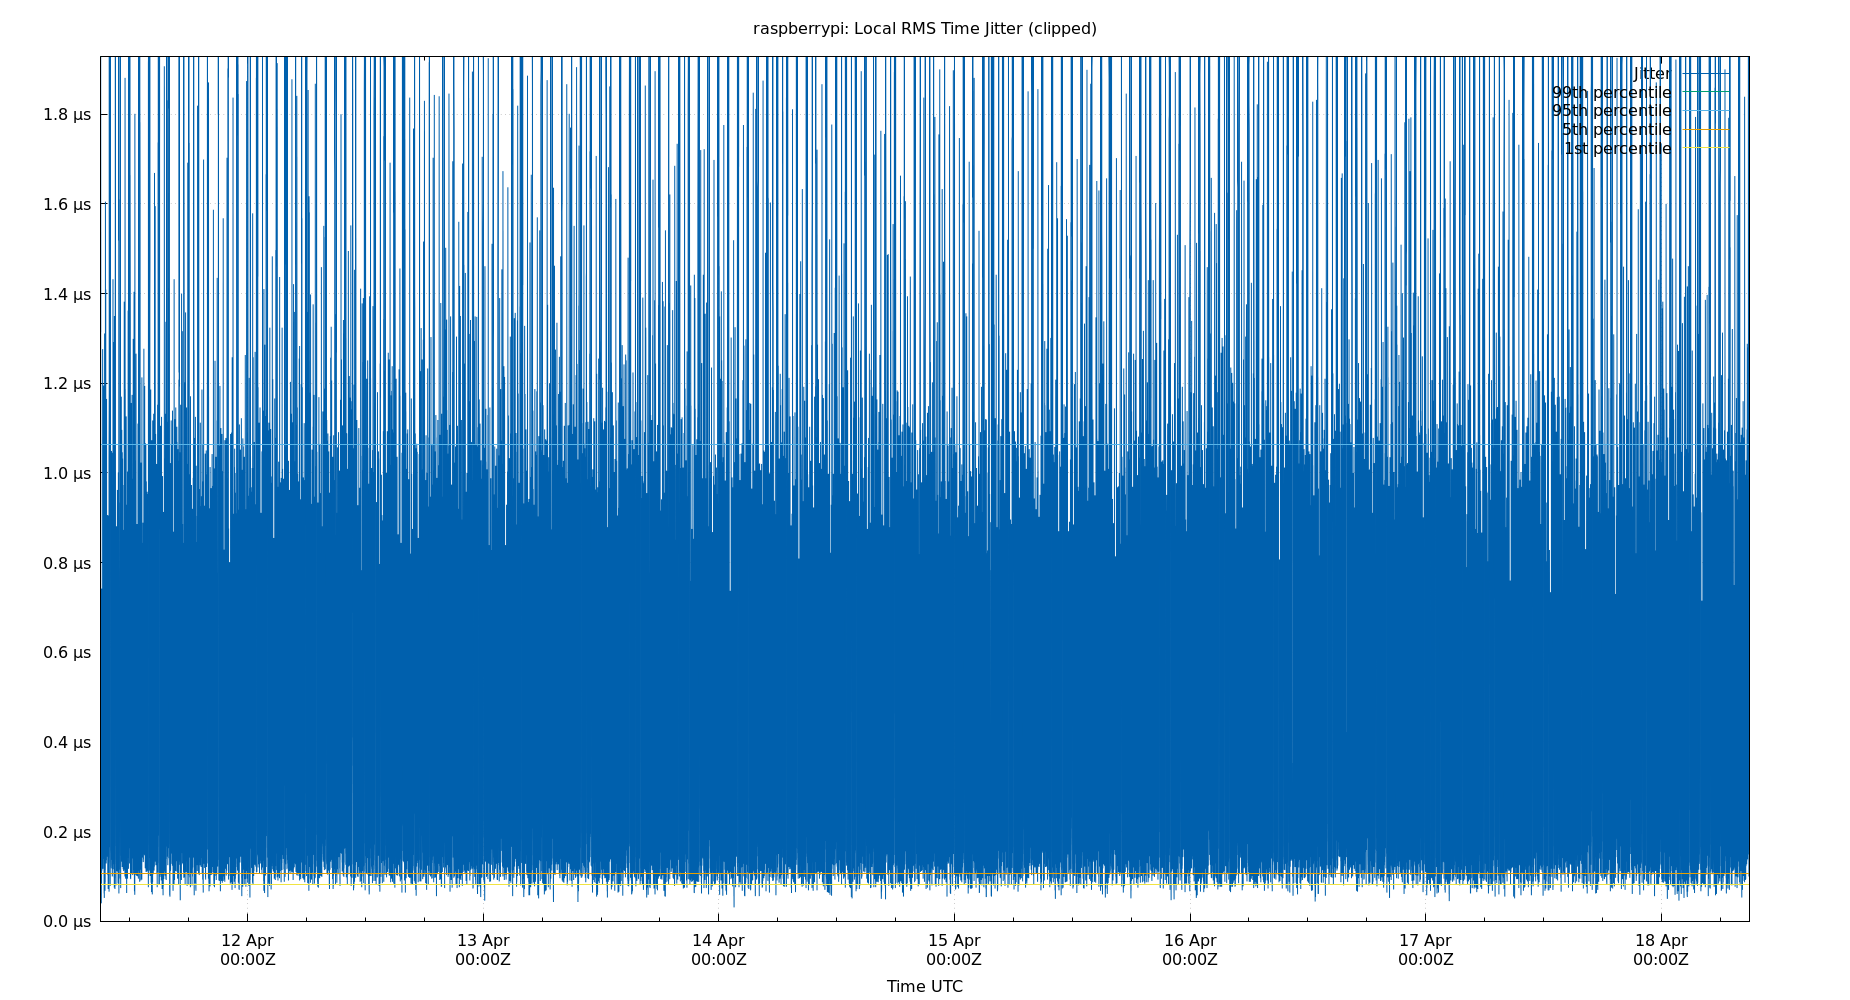 raspberrypi: Local RMS Time Jitter (clipped)
Jitter
99th percentile
95th percentile
5th percentile
1st percentile
1.8 µs
1.6 µs
1.4 µs
1.2 µs
1.0 µs
0.8 µs
0.6 µs
0.4 µs
0.2 µs
0.0 µs
12 Apr 13 Apr 14 Apr 15 Apr 16 Apr 17 Apr 18 Apr
00:00Z 00:00Z 00:00Z 00:00Z 00:00Z 00:00Z 00:00Z
Time UTC